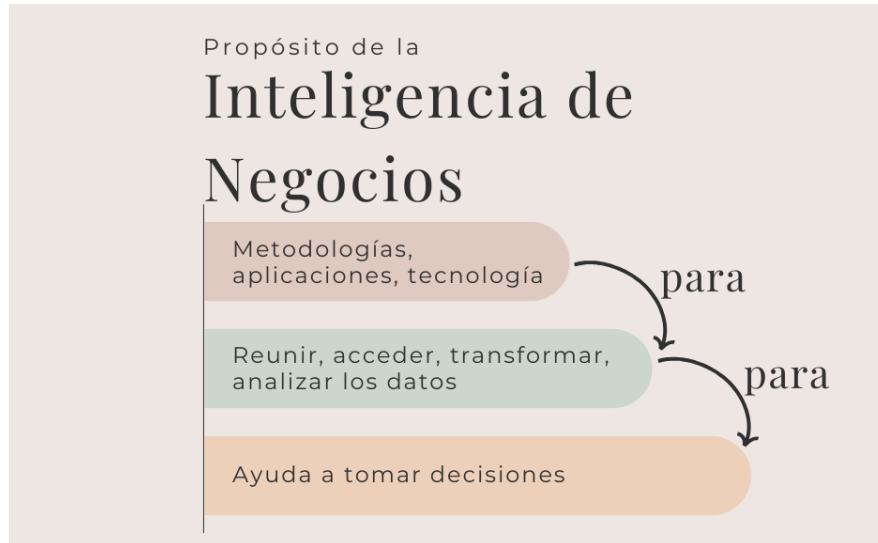 Propósito de la
Inteligencia de
Negocios
Metodologías,
aplicaciones, tecnología
para
Reunir, acceder, transformar,
analizar los datos
para
Ayuda a tomar decisiones